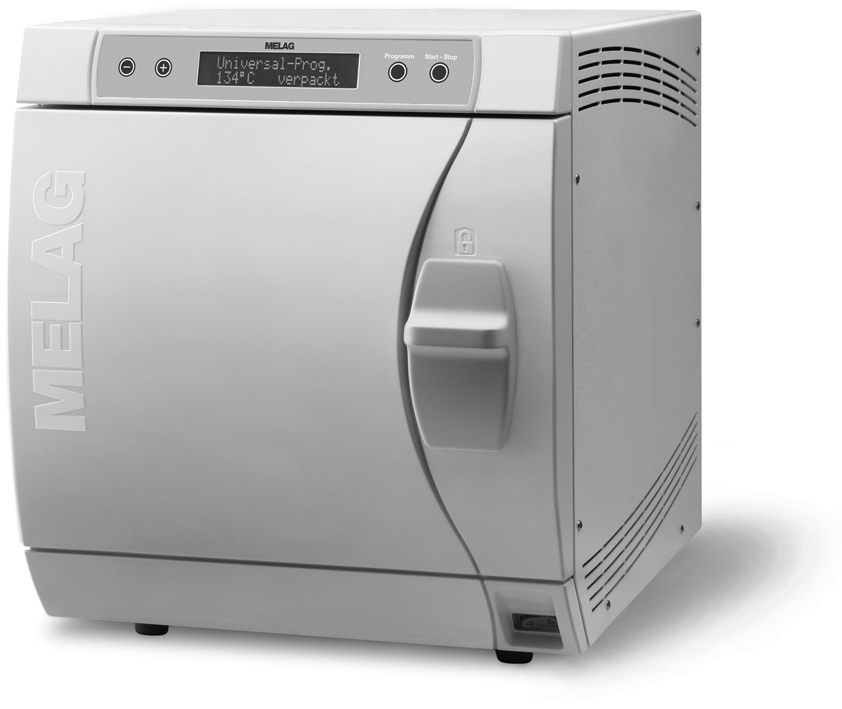 MELAG
Universal-Prog.
134°C verpackt
Programm
Start - Stop
MELAG